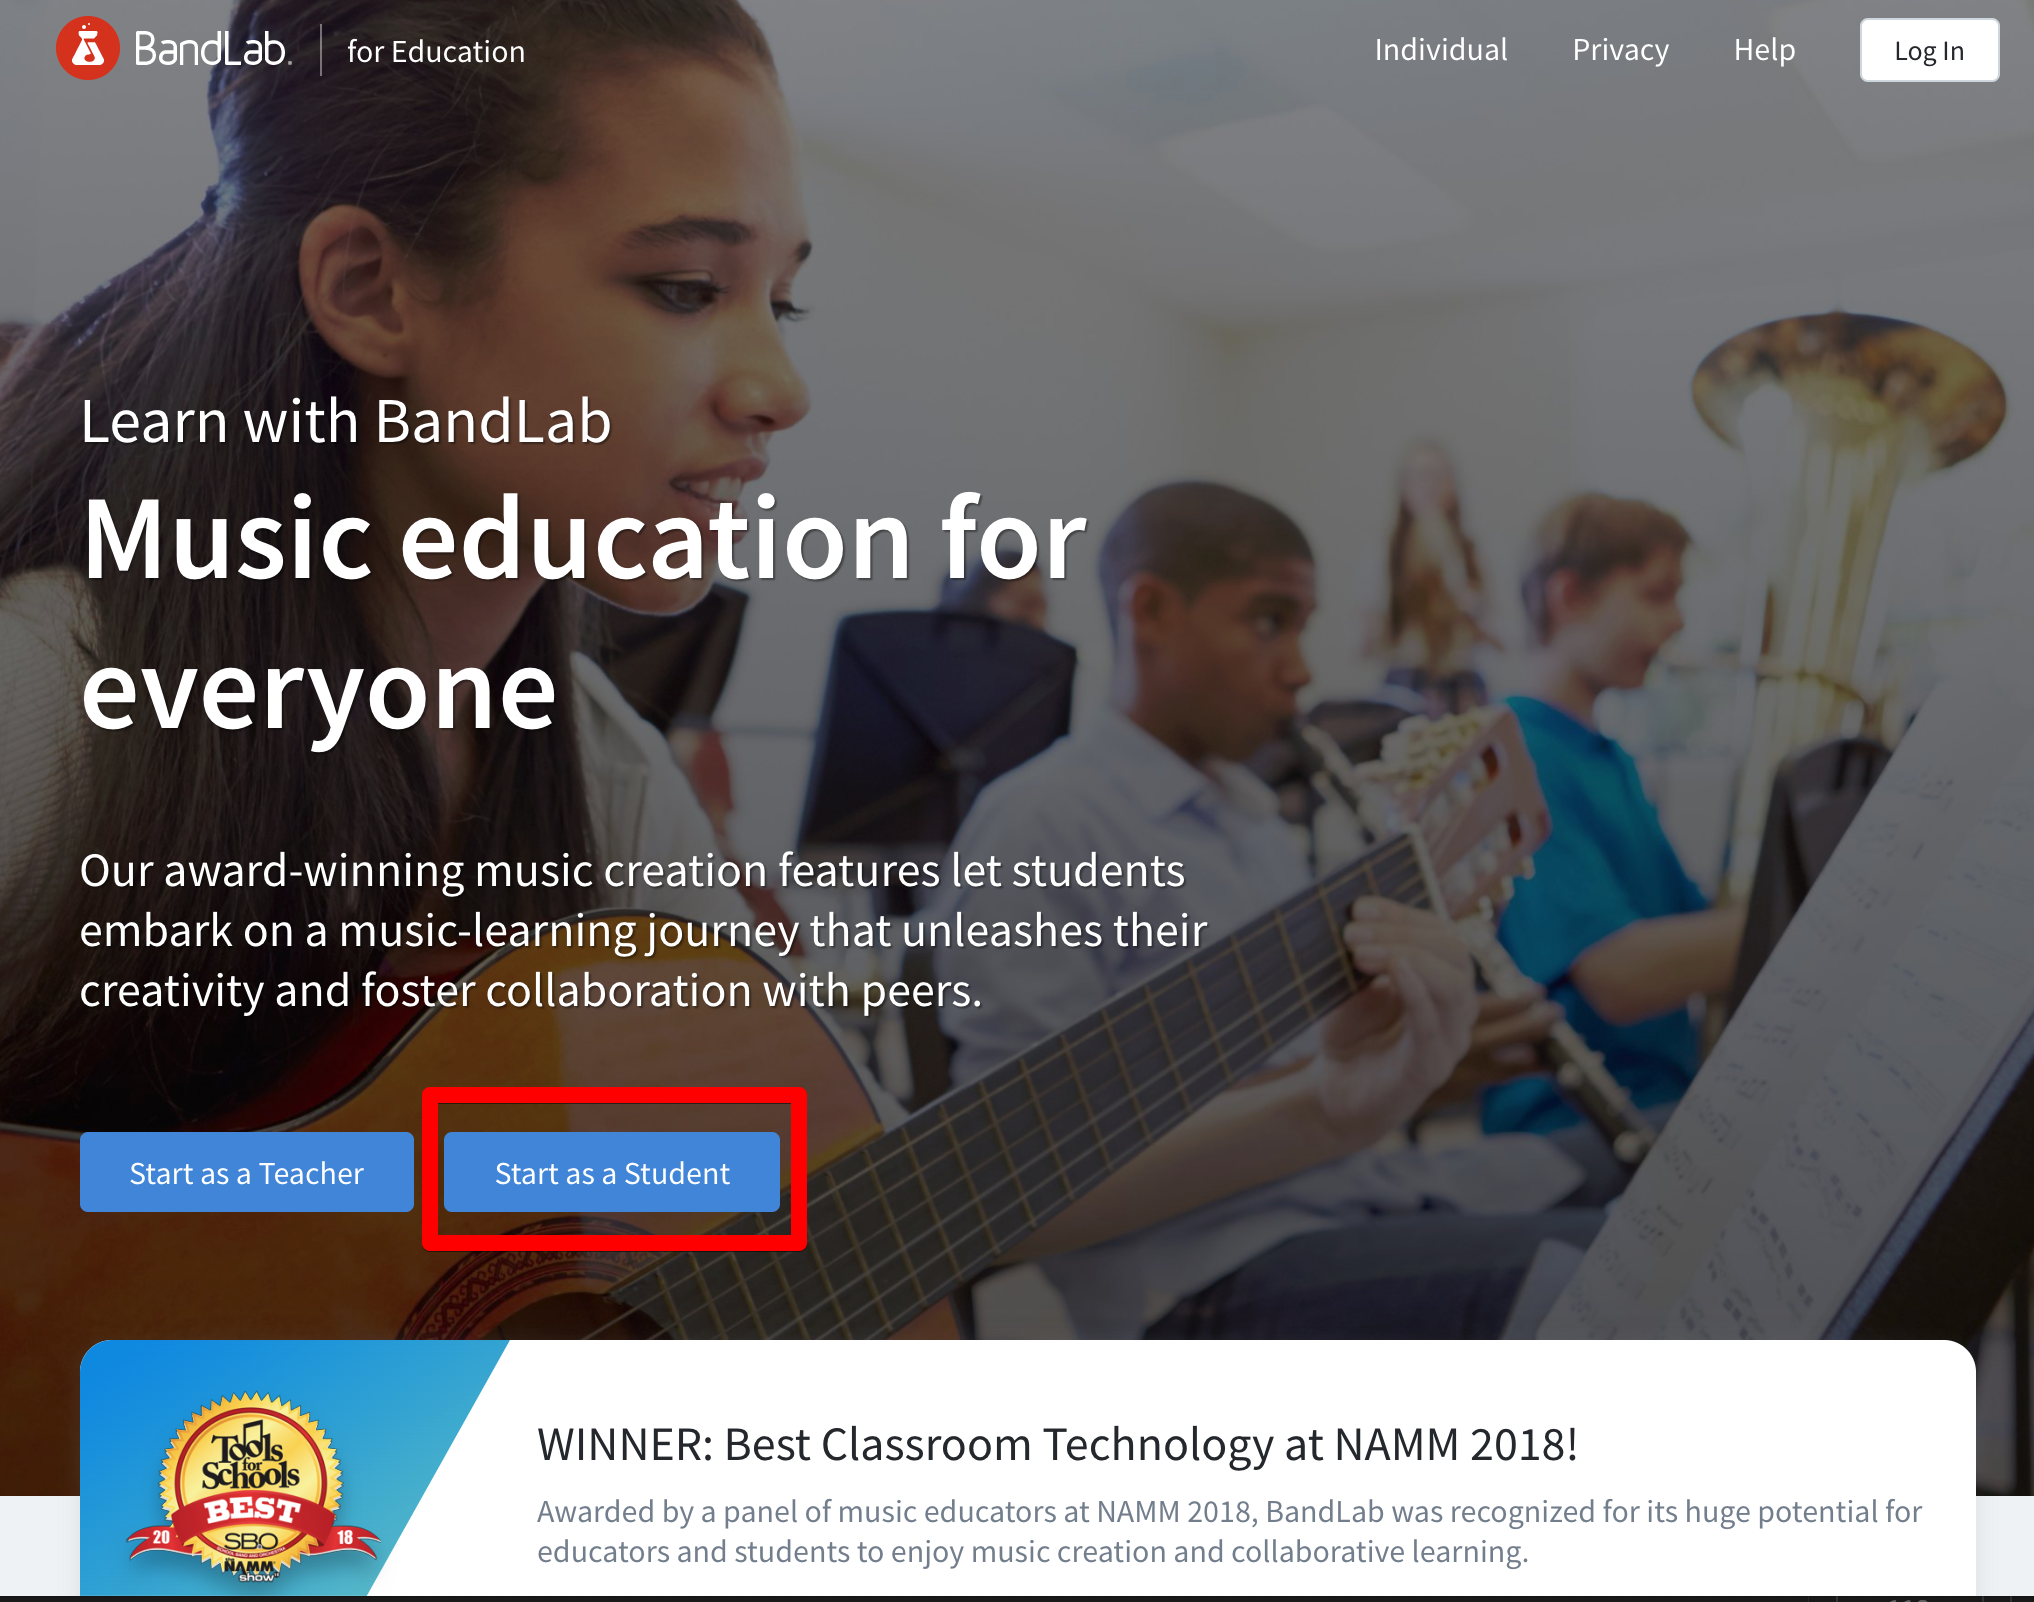 BandLab.
for Education
Individual
Privacy
Help
Log In
Learn with BandLab
Music education for
everyone
Our award-winning music creation features let students
embark on a music-learning journey that unleashes their
creativity and foster collaboration with peers.
Start as a Teacher
Start as a Student
Tools
for
Schools
BEST
20
18
SBO
NAMM
show
WINNER: Best Classroom Technology at NAMM 2018!
Awarded by a panel of music educators at NAMM 2018, BandLab was recognized for its huge potential for
educators and students to enjoy music creation and collaborative learning.